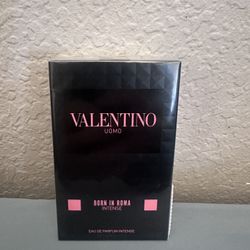 VALENTINO
UOMO
BORN IN ROMA
INTENSE
EAU DE PARFUM INTENSE